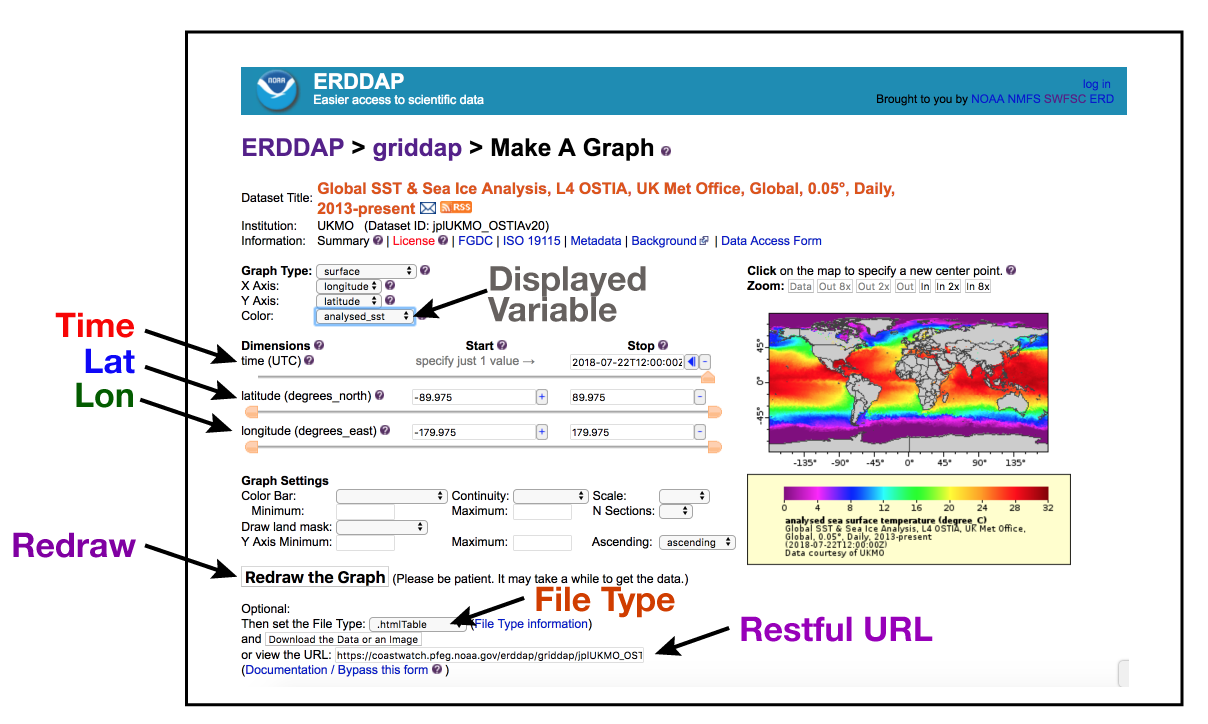 NOAA
ERDDAP
Easier access to scientific data
log in
Brought to you by NOAA NMFS SWFSC ERD
ERDDAP > griddap > Make A Graph ?
Dataset Title: Global SST & Sea Ice Analysis, L4 OSTIA, UK Met Office, Global, 0.05°, Daily,
2013-present RSS
Institution: UKMO (Dataset ID: jplUKMO_OSTIAv20)
Information: Summary ? | License ? | FGDC | ISO 19115 | Metadata | Background | Data Access Form
Graph Type: surface ?
X Axis: longitude ?
Y Axis: latitude ?
Color: analysed_sst ?
Displayed
Variable
Click on the map to specify a new center point. ?
Zoom: Data Out 8x Out 2x Out In In 2x In 8x
Time
Lat
Lon
Dimensions ? Start ? Stop ?
time (UTC) ? specify just 1 value → 2018-07-22T12:00:00Z -
latitude (degrees_north) ? -89.975 + 89.975 -
longitude (degrees_east) ? -179.975 + 179.975 -
45°
0°
-45°
-135° -90° -45° 0° 45° 90° 135°
Graph Settings
Color Bar: Continuity: Scale:
Minimum: Maximum: N Sections:
Draw land mask:
Y Axis Minimum: Maximum: Ascending: ascending
0 4 8 12 16 20 24 28 32
analysed sea surface temperature (degree_C)
Global SST & Sea Ice Analysis, L4 OSTIA, UK Met Office,
Global, 0.05°, Daily, 2013-present
(2018-07-22T12:00:00Z)
Data courtesy of UKMO
Redraw
Redraw the Graph (Please be patient. It may take a while to get the data.)
File Type
Optional:
Then set the File Type: .htmlTable (File Type information)
and Download the Data or an Image
Restful URL
or view the URL: https://coastwatch.pfeg.noaa.gov/erddap/griddap/jplUKMO_OST
(Documentation / Bypass this form ? )